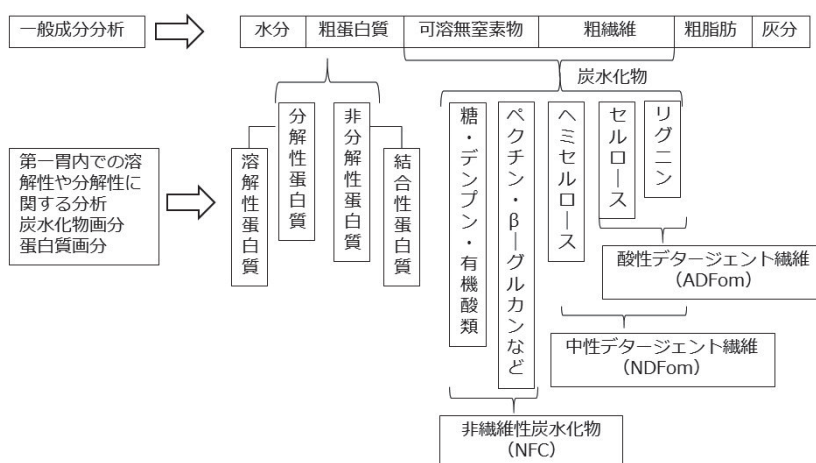 一般成分分析
水分
粗蛋白質
可溶無窒素物
粗繊維
粗脂肪
灰分
炭水化物
第一胃内での溶
解性や分解性に
関する分析
炭水化物画分
蛋白質画分
溶解性蛋白質
分解性蛋白質
非分解性蛋白質
結合性蛋白質
糖・デンプン・有機酸類
ペクチン・β―グルカンなど
ヘミセルロース
セルロース
リグニン
酸性デタージェント繊維
(ADFom)
中性デタージェント繊維
(NDFom)
非繊維性炭水化物
(NFC)